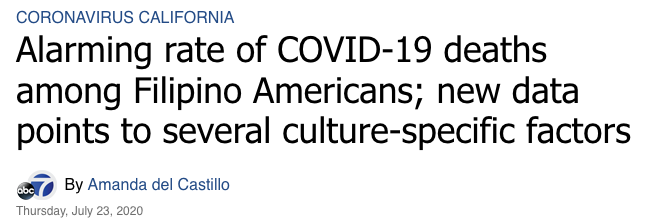 CORONAVIRUS CALIFORNIA
Alarming rate of COVID-19 deaths
among Filipino Americans; new data
points to several culture-specific factors
abc 7 By Amanda del Castillo
Thursday, July 23, 2020